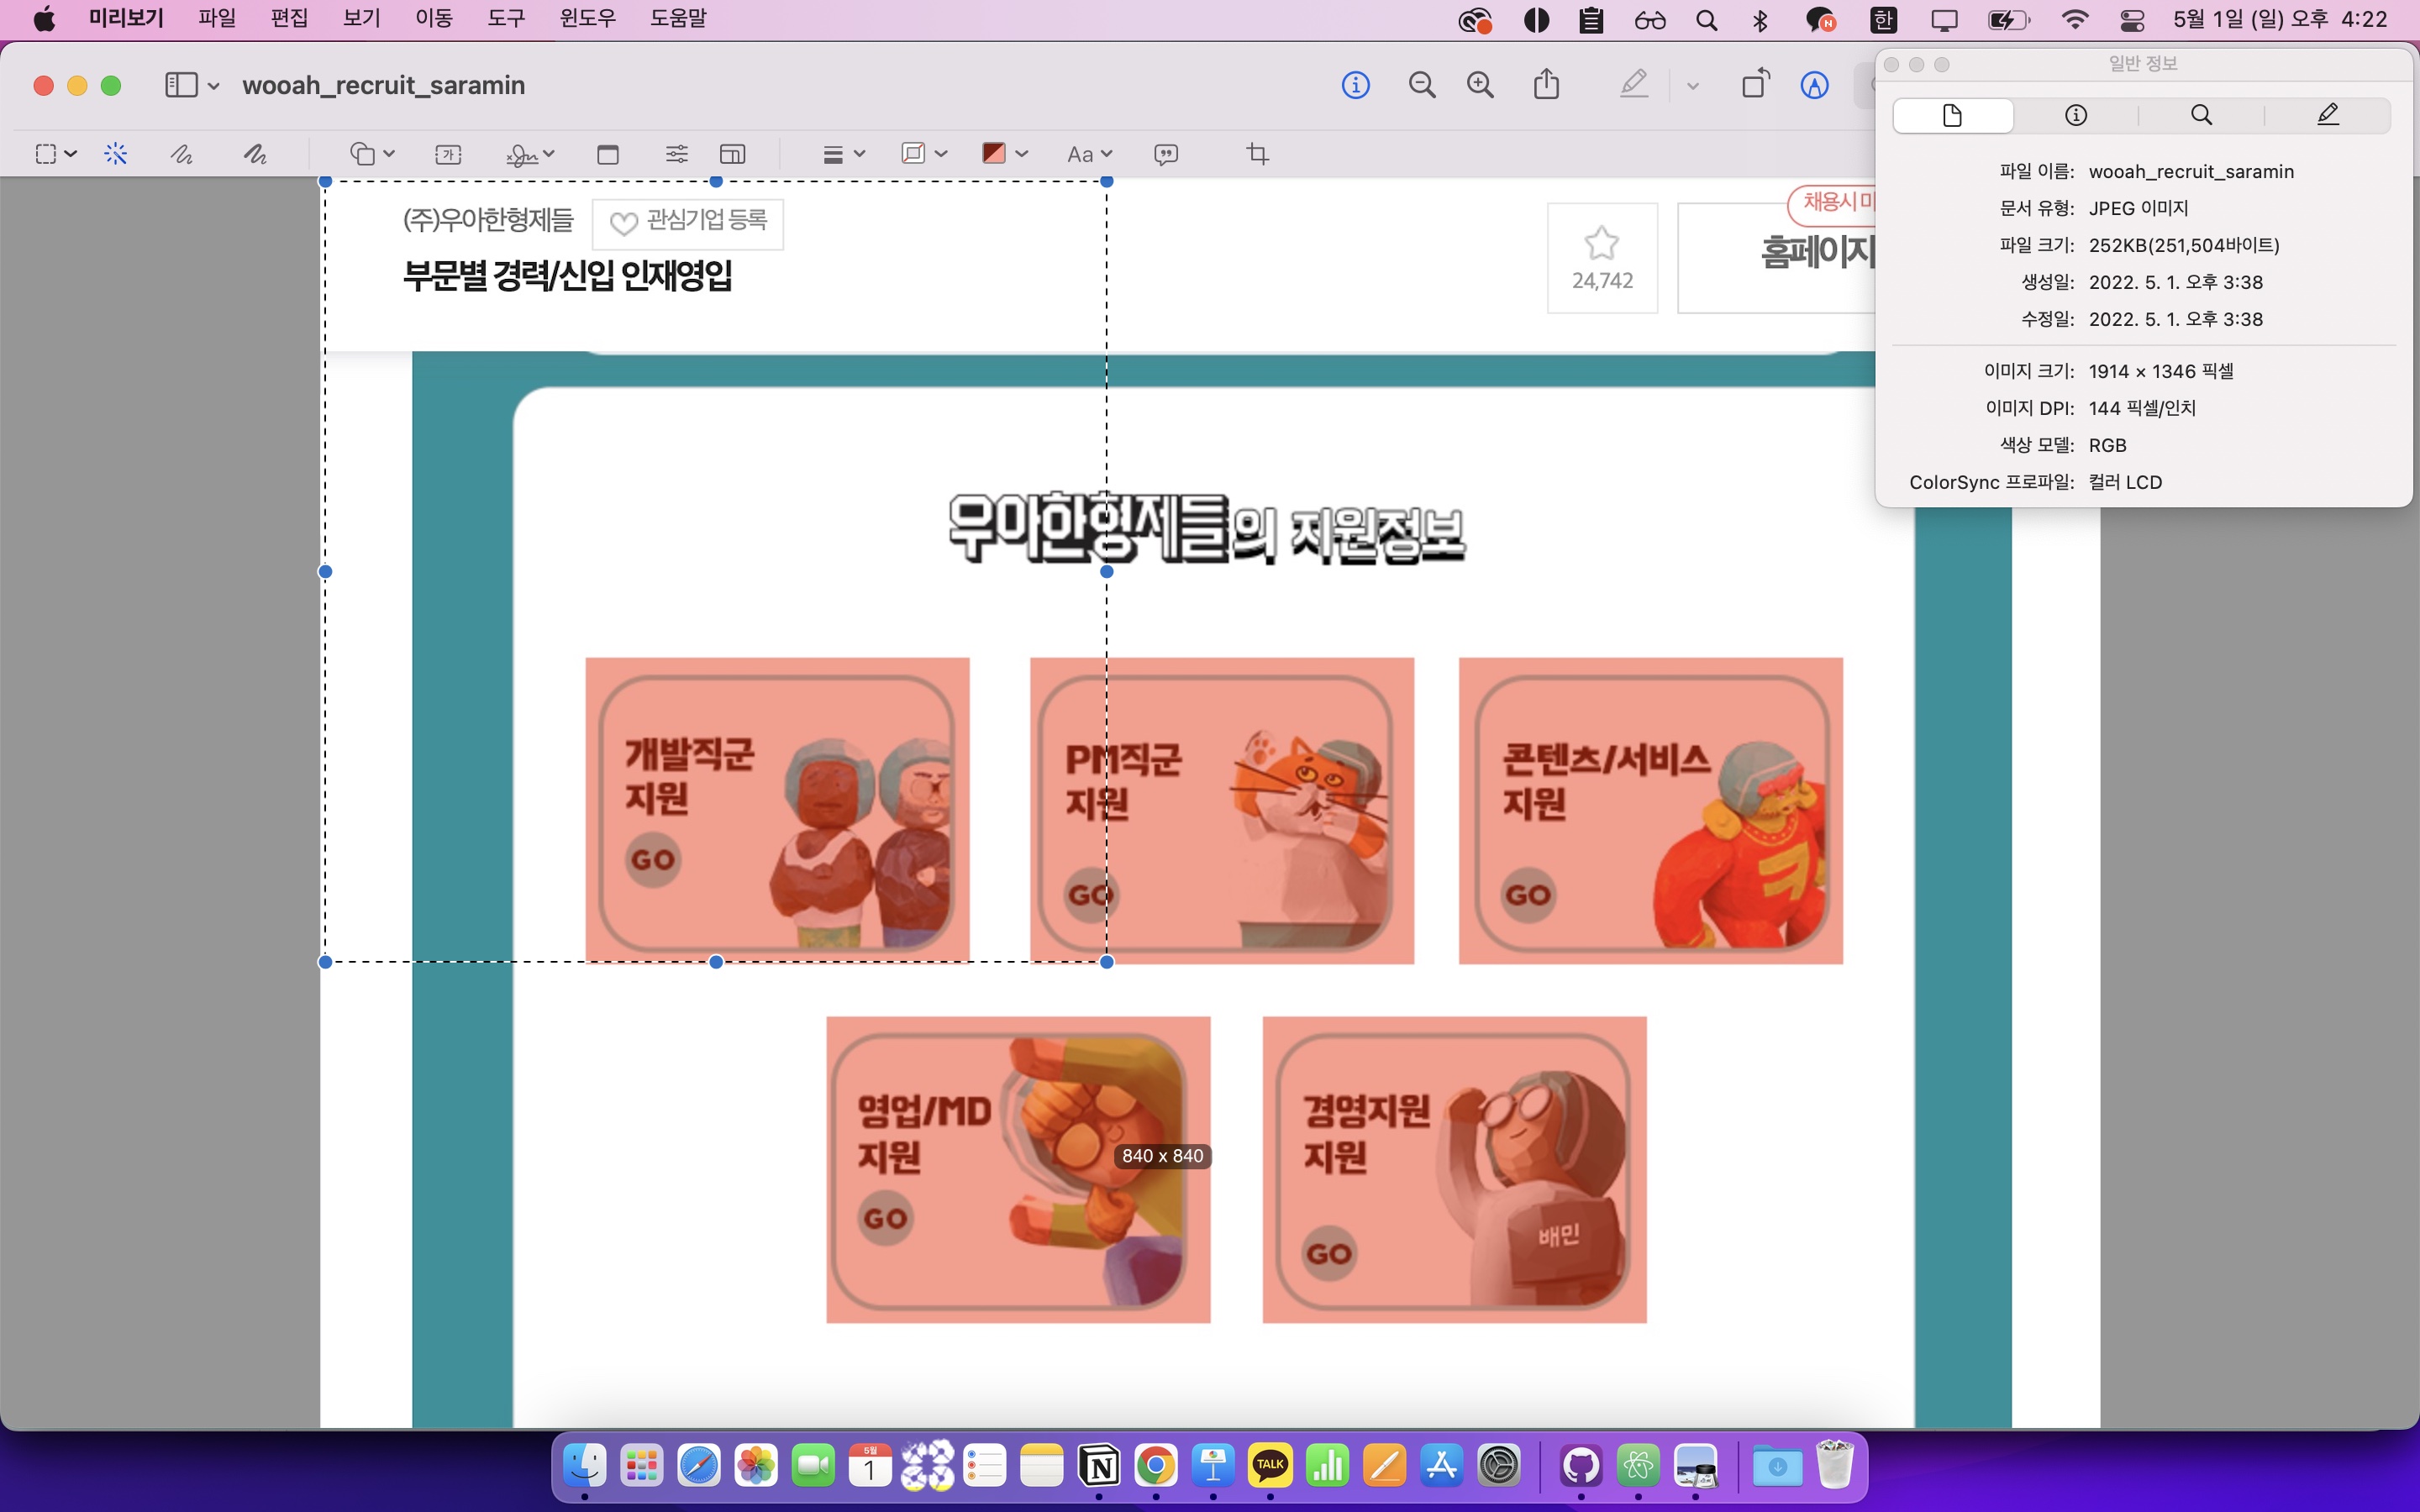 미리보기 파일 편집 보기 이동 도구 윈도우 도움말 N 한 5월 1일 (일) 오후 4:22
wooah_recruit_saramin
일반 정보
가 Aa
파일 이름: wooah_recruit_saramin
문서 유형: JPEG 이미지
파일 크기: 252KB(251,504바이트)
생성일: 2022. 5. 1. 오후 3:38
수정일: 2022. 5. 1. 오후 3:38
이미지 크기: 1914 × 1346 픽셀
이미지 DPI: 144 픽셀/인치
색상 모델: RGB
ColorSync 프로파일: 컬러 LCD
(주)우아한형제들 관심기업 등록
부문별 경력/신입 인재영입
24,742
채용시 미
홈페이지
우아한형제들의 지원정보
개발직군
지원
GO
PM직군
지원
GO
콘텐츠/서비스
지원
GO
영업/MD
지원
GO
840 x 840
경영지원
지원
GO
배민
5월
1
N
TALK